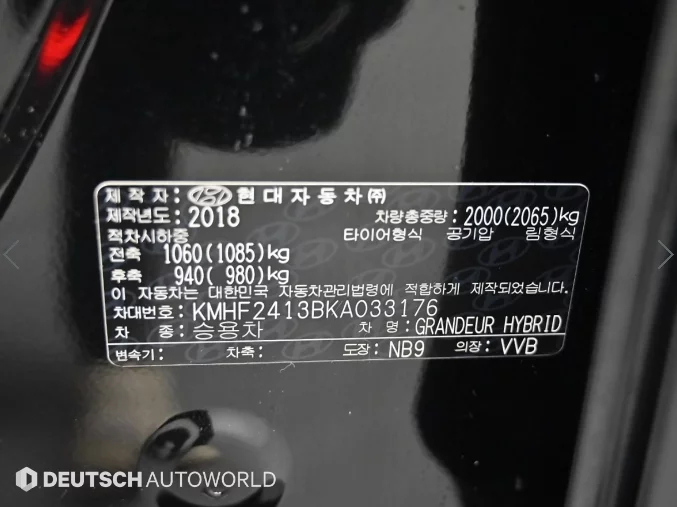 제 작 자 : 현대자동차㈜
제작년도: 2018 차량총중량: 2000(2065)kg
적차시하중 타이어형식 공기압 림형식
전축 1060(1085)kg
후축 940( 980)kg
이 자동차는 대한민국 자동차관리법령에 적합하게 제작되었습니다.
차대번호: KMHF2413BKA033176
차 종: 승용차 차 명: GRANDEUR HYBRID
변속기: 차축: 도장: NB9 의장: VVB
DEUTSCH AUTOWORLD